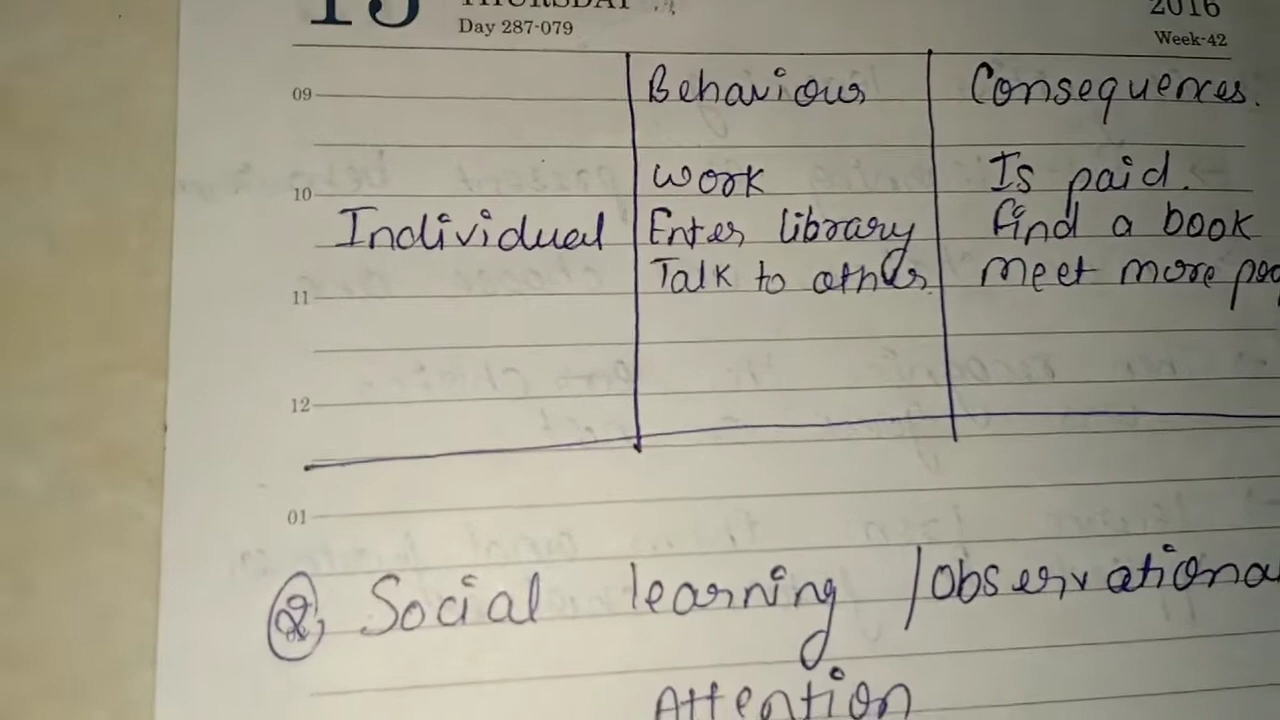 THURSDAY
Day 287-079
2016
Week-42
Behaviour
Consequences.
09
Work
Is paid.
10
Individual
Enter library
find a book
Talk to others.
meet more
11
12
01
2, Social learning /Observationa
Attention